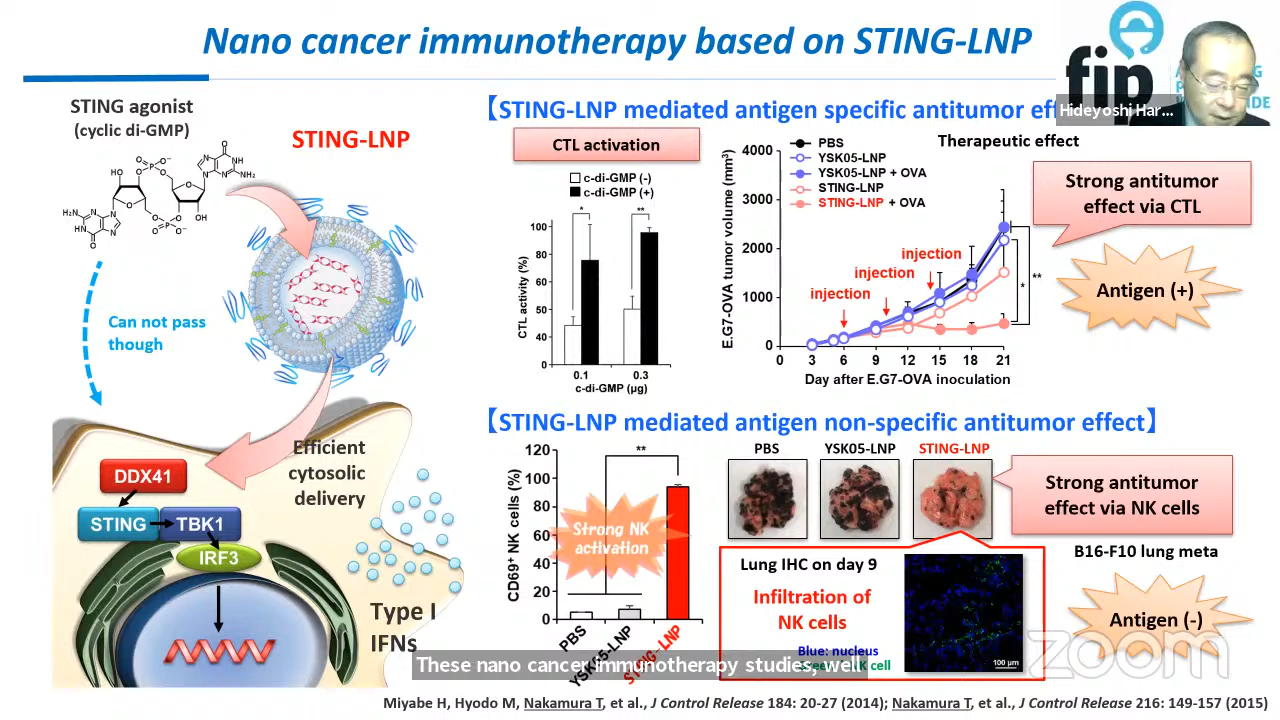 Nano cancer immunotherapy based on STING-LNP
fip
Hideyoshi Har...
STING agonist
(cyclic di-GMP)
STING-LNP
Can not pass
though
Efficient
cytosolic
delivery
DDX41
STING
TBK1
IRF3
Type I
IFNs
【STING-LNP mediated antigen specific antitumor
CTL activation
c-di-GMP (-)
c-di-GMP (+)
CTL activity (%)
100
80
60
40
20
0
*
**
0.1
0.3
c-di-GMP (μg)
PBS
YSK05-LNP
YSK05-LNP + OVA
STING-LNP
STING-LNP + OVA
Therapeutic effect
E.G7-OVA tumor volume (mm³)
4000
3000
2000
1000
0
injection
injection
injection
*
**
0 3 6 9 12 15 18 21
Day after E.G7-OVA inoculation
Strong antitumor
effect via CTL
Antigen (+)
【STING-LNP mediated antigen non-specific antitumor effect】
CD69⁺ NK cells (%)
120
100
80
60
40
20
0
**
Strong NK
activation
PBS
YSK05-LNP
STING-LNP
PBS
YSK05-LNP
STING-LNP
Strong antitumor
effect via NK cells
B16-F10 lung meta
Antigen (-)
Lung IHC on day 9
Infiltration of
NK cells
Blue: nucleus
NK cell
100 μm
zoom
These nano cancer immunotherapy studies, well
Miyabe H, Hyodo M, Nakamura T, et al., J Control Release 184: 20-27 (2014); Nakamura T, et al., J Control Release 216: 149-157 (2015)